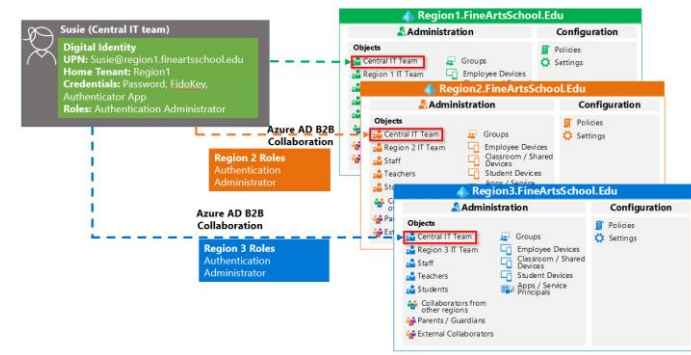 Susie (Central IT team)
Digital Identity
UPN: Susie@region1.fineartsschool.edu
Home Tenant: Region1
Credentials: Password, FidoKey,
Authenticator App
Roles: Authentication Administrator
Azure AD B2B
Collaboration
Region 2 Roles
Authentication
Administrator
Azure AD B2B
Collaboration
Region 3 Roles
Authentication
Administrator
Region1.FineArtsSchool.Edu
Administration
Configuration
Objects
Central IT Team
Region 1 IT Team
Groups
Employee Devices
Policies
Settings
Region2.FineArtsSchool.Edu
Administration
Configuration
Objects
Central IT Team
Region 2 IT Team
Staff
Teachers
Groups
Employee Devices
Classroom / Shared
Devices
Student Devices
Policies
Settings
Region3.FineArtsSchool.Edu
Administration
Configuration
Objects
Central IT Team
Region 3 IT Team
Staff
Teachers
Students
Collaborators from
other regions
Parents / Guardians
External Collaborators
Groups
Employee Devices
Classroom / Shared
Devices
Student Devices
Apps / Service
Principals
Policies
Settings